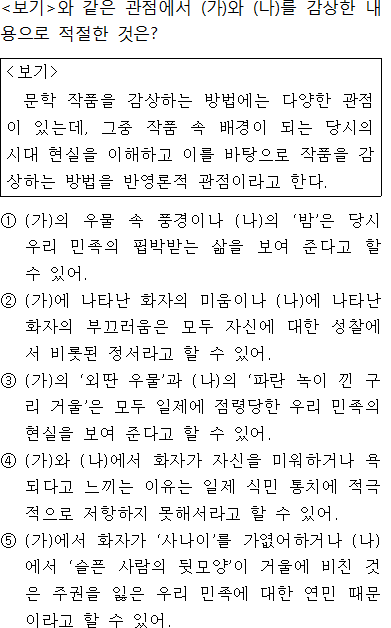 <보기>와 같은 관점에서 (가)와 (나)를 감상한 내
용으로 적절한 것은?
<보기>
문학 작품을 감상하는 방법에는 다양한 관점
이 있는데, 그중 작품 속 배경이 되는 당시의
시대 현실을 이해하고 이를 바탕으로 작품을 감
상하는 방법을 반영론적 관점이라고 한다.
① (가)의 우물 속 풍경이나 (나)의 ‘밤’은 당시
우리 민족의 핍박받는 삶을 보여 준다고 할
수 있어.
② (가)에 나타난 화자의 미움이나 (나)에 나타난
화자의 부끄러움은 모두 자신에 대한 성찰에
서 비롯된 정서라고 할 수 있어.
③ (가)의 ‘외딴 우물’과 (나)의 ‘파란 녹이 낀 구
리 거울’은 모두 일제에 점령당한 우리 민족의
현실을 보여 준다고 할 수 있어.
④ (가)와 (나)에서 화자가 자신을 미워하거나 욕
되다고 느끼는 이유는 일제 식민 통치에 적극
적으로 저항하지 못해서라고 할 수 있어.
⑤ (가)에서 화자가 ‘사나이’를 가엾어하거나 (나)
에서 ‘슬픈 사람의 뒷모양’이 거울에 비친 것
은 주권을 잃은 우리 민족에 대한 연민 때문
이라고 할 수 있어.